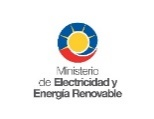 Ministerio
de Electricidad y
Energía Renovable